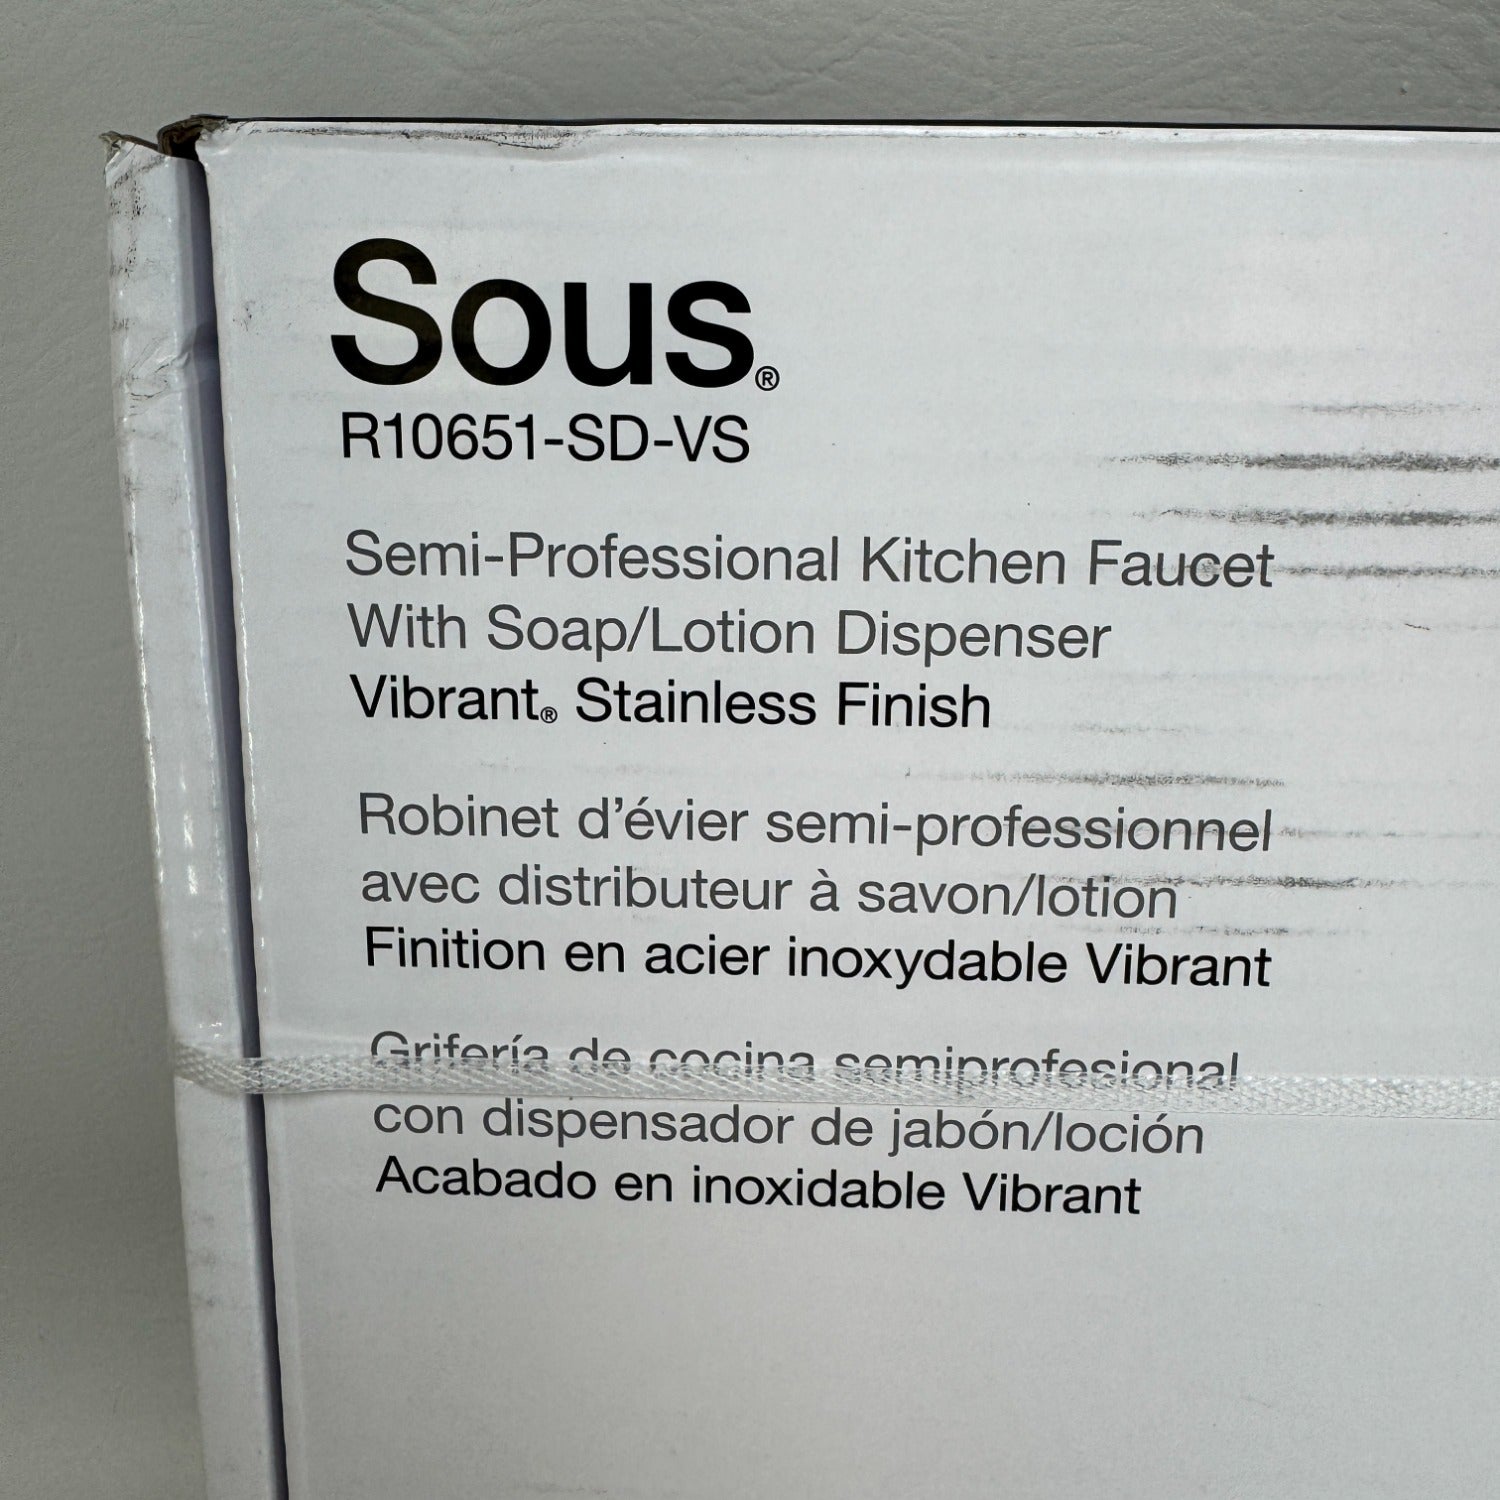 Sous®
R10651-SD-VS
Semi-Professional Kitchen Faucet
With Soap/Lotion Dispenser
Vibrant® Stainless Finish
Robinet d'évier semi-professionnel
avec distributeur à savon/lotion
Finition en acier inoxydable Vibrant
Grifería de cocina semiprofesional
con dispensador de jabón/loción
Acabado en inoxidable Vibrant